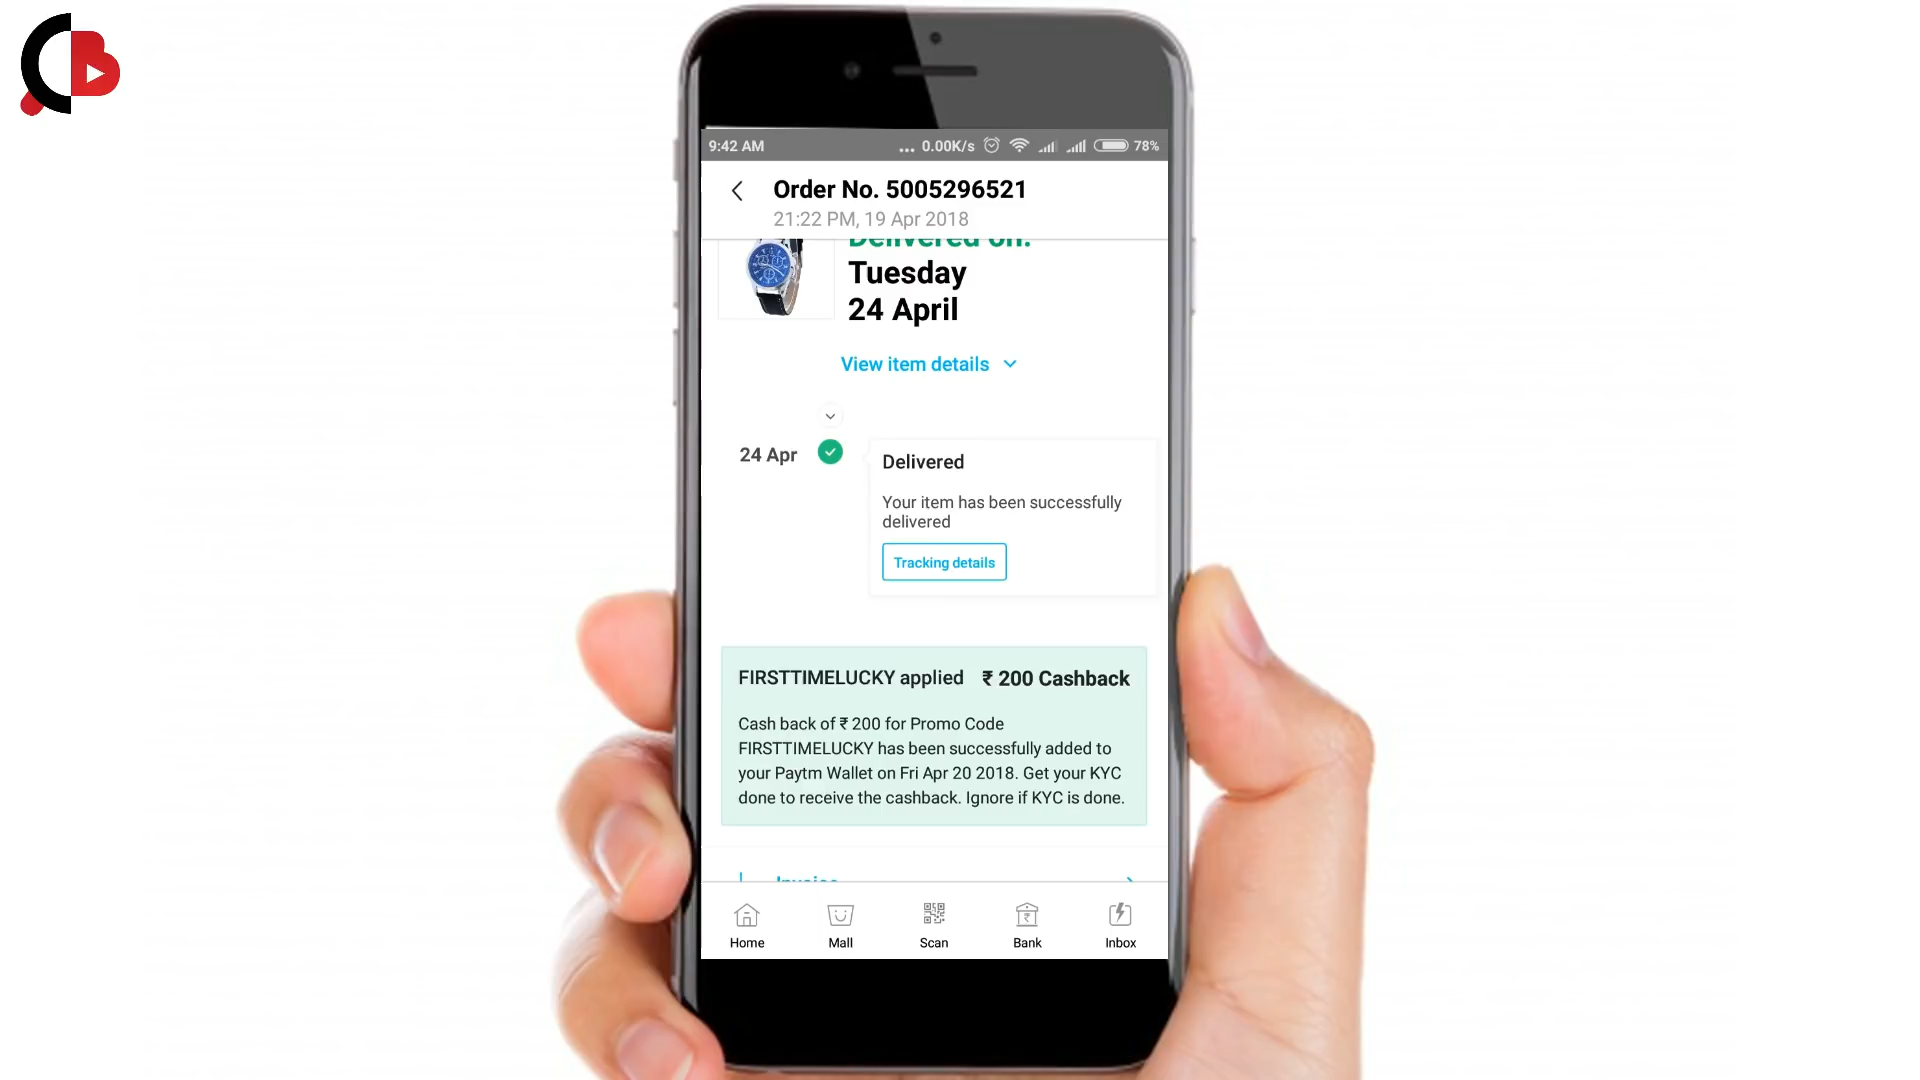 9:42 AM
... 0.00K/s
78%
Order No. 5005296521
21:22 PM, 19 Apr 2018
Delivered on:
Tuesday
24 April
View item details
24 Apr
Delivered
Your item has been successfully
delivered
Tracking details
FIRSTTIMELUCKY applied ₹ 200 Cashback
Cash back of ₹ 200 for Promo Code
FIRSTTIMELUCKY has been successfully added to
your Paytm Wallet on Fri Apr 20 2018. Get your KYC
done to receive the cashback. Ignore if KYC is done.
Invoice
Home
Mall
Scan
Bank
Inbox